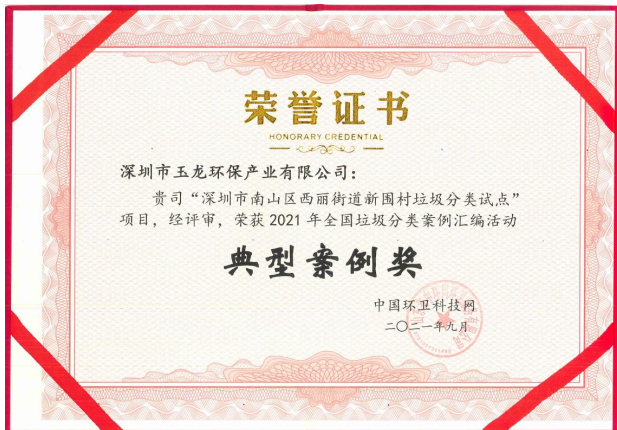 荣誉证书
HONORARY CREDENTIAL
深圳市玉龙环保产业有限公司：
贵司“深圳市南山区西丽街道新围村垃圾分类试点”
项目，经评审，荣获 2021 年全国垃圾分类案例汇编活动
典型案例奖
中国环卫科技网
二〇二一年九月